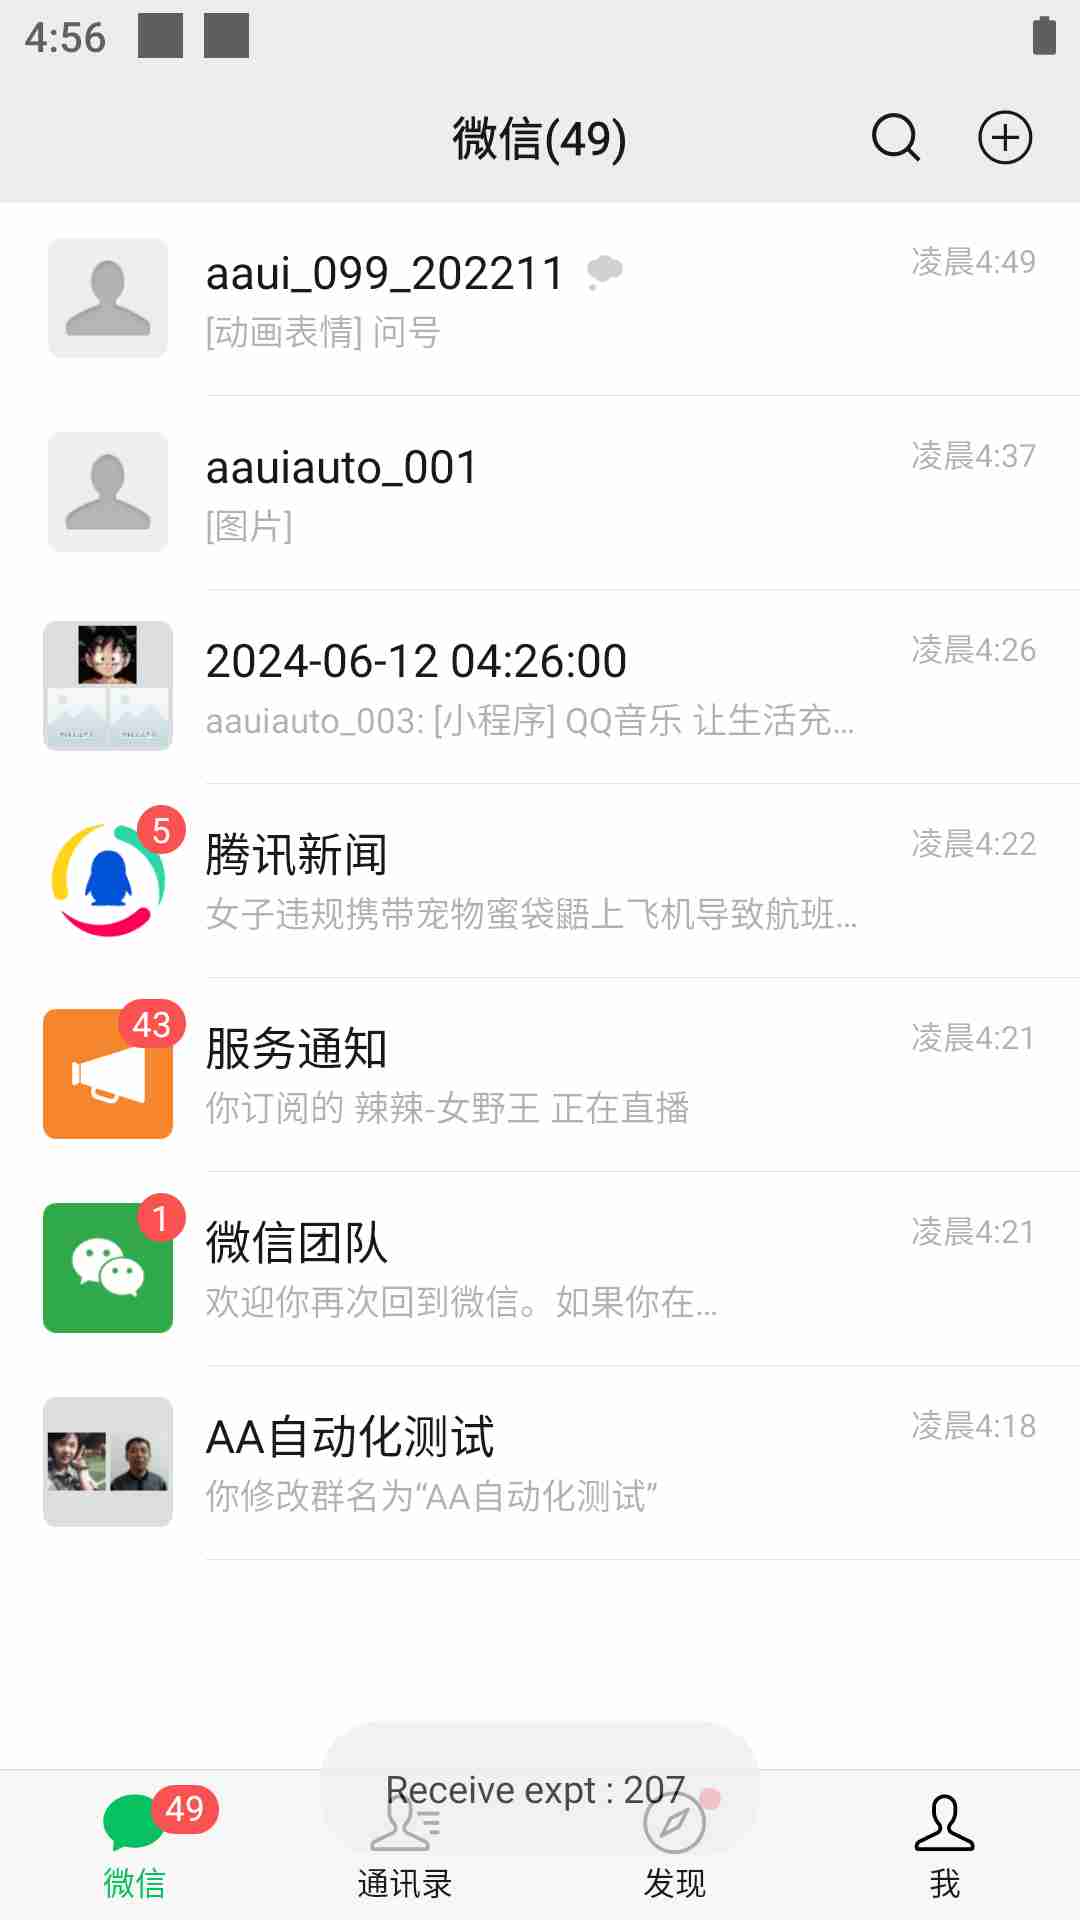 4:56
微信(49)
aaui_099_202211
凌晨4:49
[动画表情] 问号
aauiauto_001
凌晨4:37
[图片]
2024-06-12 04:26:00
凌晨4:26
aauiauto_003: [小程序] QQ音乐 让生活充...
5
腾讯新闻
凌晨4:22
女子违规携带宠物蜜袋鼯上飞机导致航班...
43
服务通知
凌晨4:21
你订阅的 辣辣-女野王 正在直播
1
微信团队
凌晨4:21
欢迎你再次回到微信。如果你在...
AA自动化测试
凌晨4:18
你修改群名为“AA自动化测试”
Receive expt : 207
49
微信
通讯录
发现
我